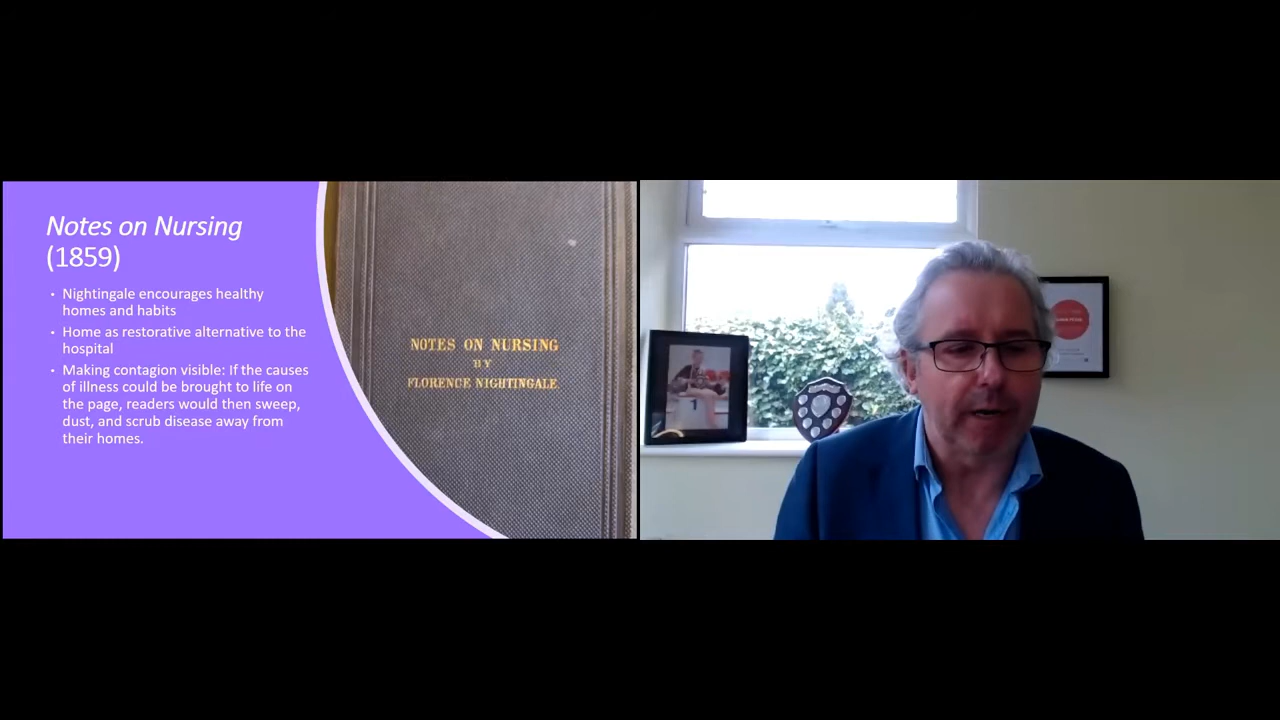 Notes on Nursing
(1859)
• Nightingale encourages healthy
homes and habits
• Home as restorative alternative to the
hospital
• Making contagion visible: If the causes
of illness could be brought to life on
the page, readers would then sweep,
dust, and scrub disease away from
their homes.
NOTES ON NURSING
BY
FLORENCE NIGHTINGALE.
1